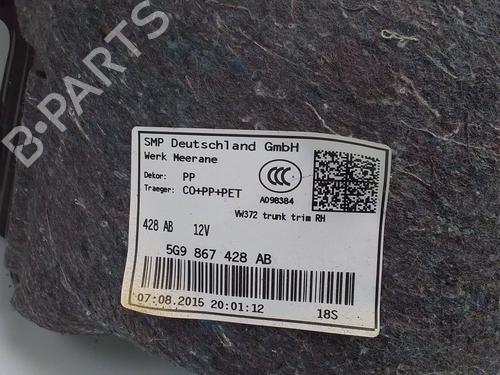 B-PARTS
SMP Deutschland GmbH
Werk Meerane
Dekor: PP
Traeger: CO+PP+PET
CCC
A098384
VW372 trunk trim RH
428 AB 12V
5G9 867 428 AB
07.08.2015 20:01:12
18S